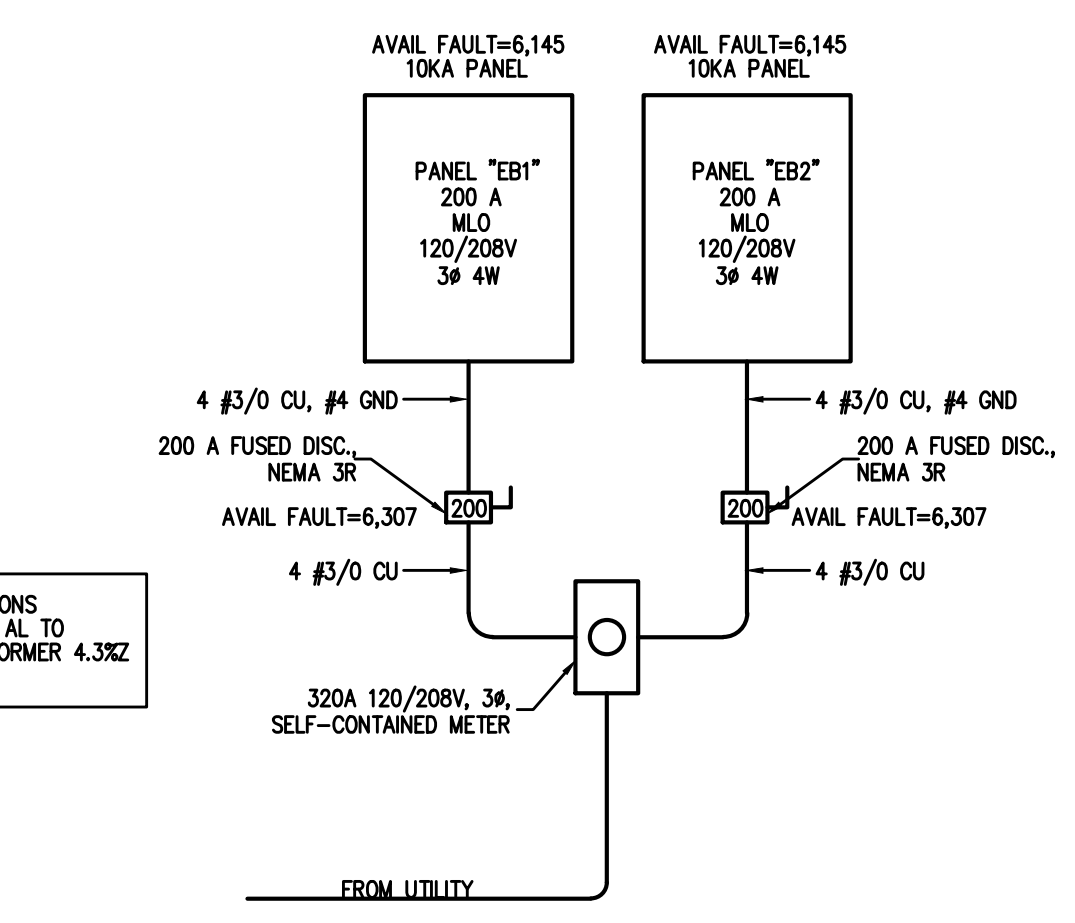 AVAIL FAULT=6,145
10KA PANEL
AVAIL FAULT=6,145
10KA PANEL
PANEL "EB1"
200 A
MLO
120/208V
3ø 4W
PANEL "EB2"
200 A
MLO
120/208V
3ø 4W
4 #3/0 CU, #4 GND
4 #3/0 CU, #4 GND
200 A FUSED DISC.,
NEMA 3R
200 A FUSED DISC.,
NEMA 3R
200
200
AVAIL FAULT=6,307
AVAIL FAULT=6,307
4 #3/0 CU
4 #3/0 CU
ONS
AL TO
ORMER 4.3%Z
320A 120/208V, 3ø,
SELF-CONTAINED METER
FROM UTILITY